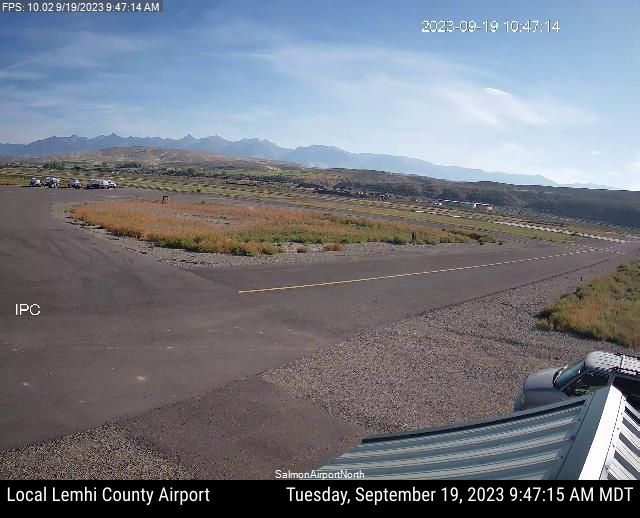 FPS: 10.02 9/19/2023 9:47:14 AM
2023-09-19 10:47:14
IPC
SalmonAirportNorth
Local Lemhi County Airport Tuesday, September 19, 2023 9:47:15 AM MDT